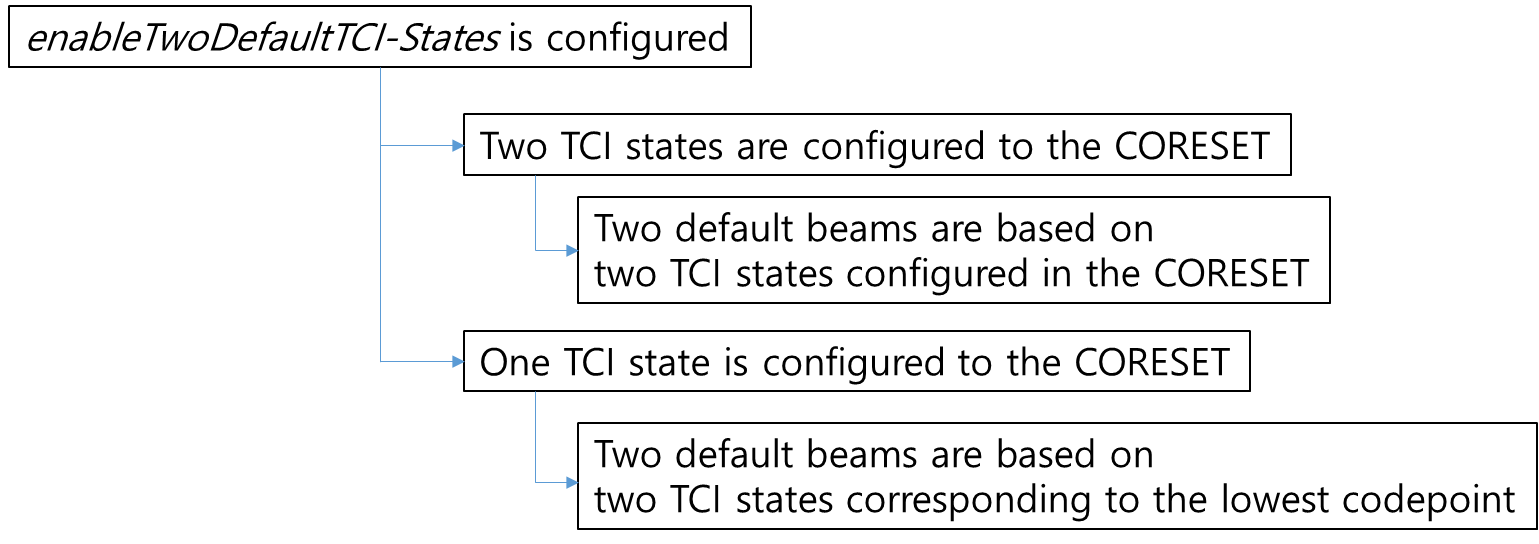 enableTwoDefaultTCI-States is configured
Two TCI states are configured to the CORESET
Two default beams are based on
two TCI states configured in the CORESET
One TCI state is configured to the CORESET
Two default beams are based on
two TCI states corresponding to the lowest codepoint